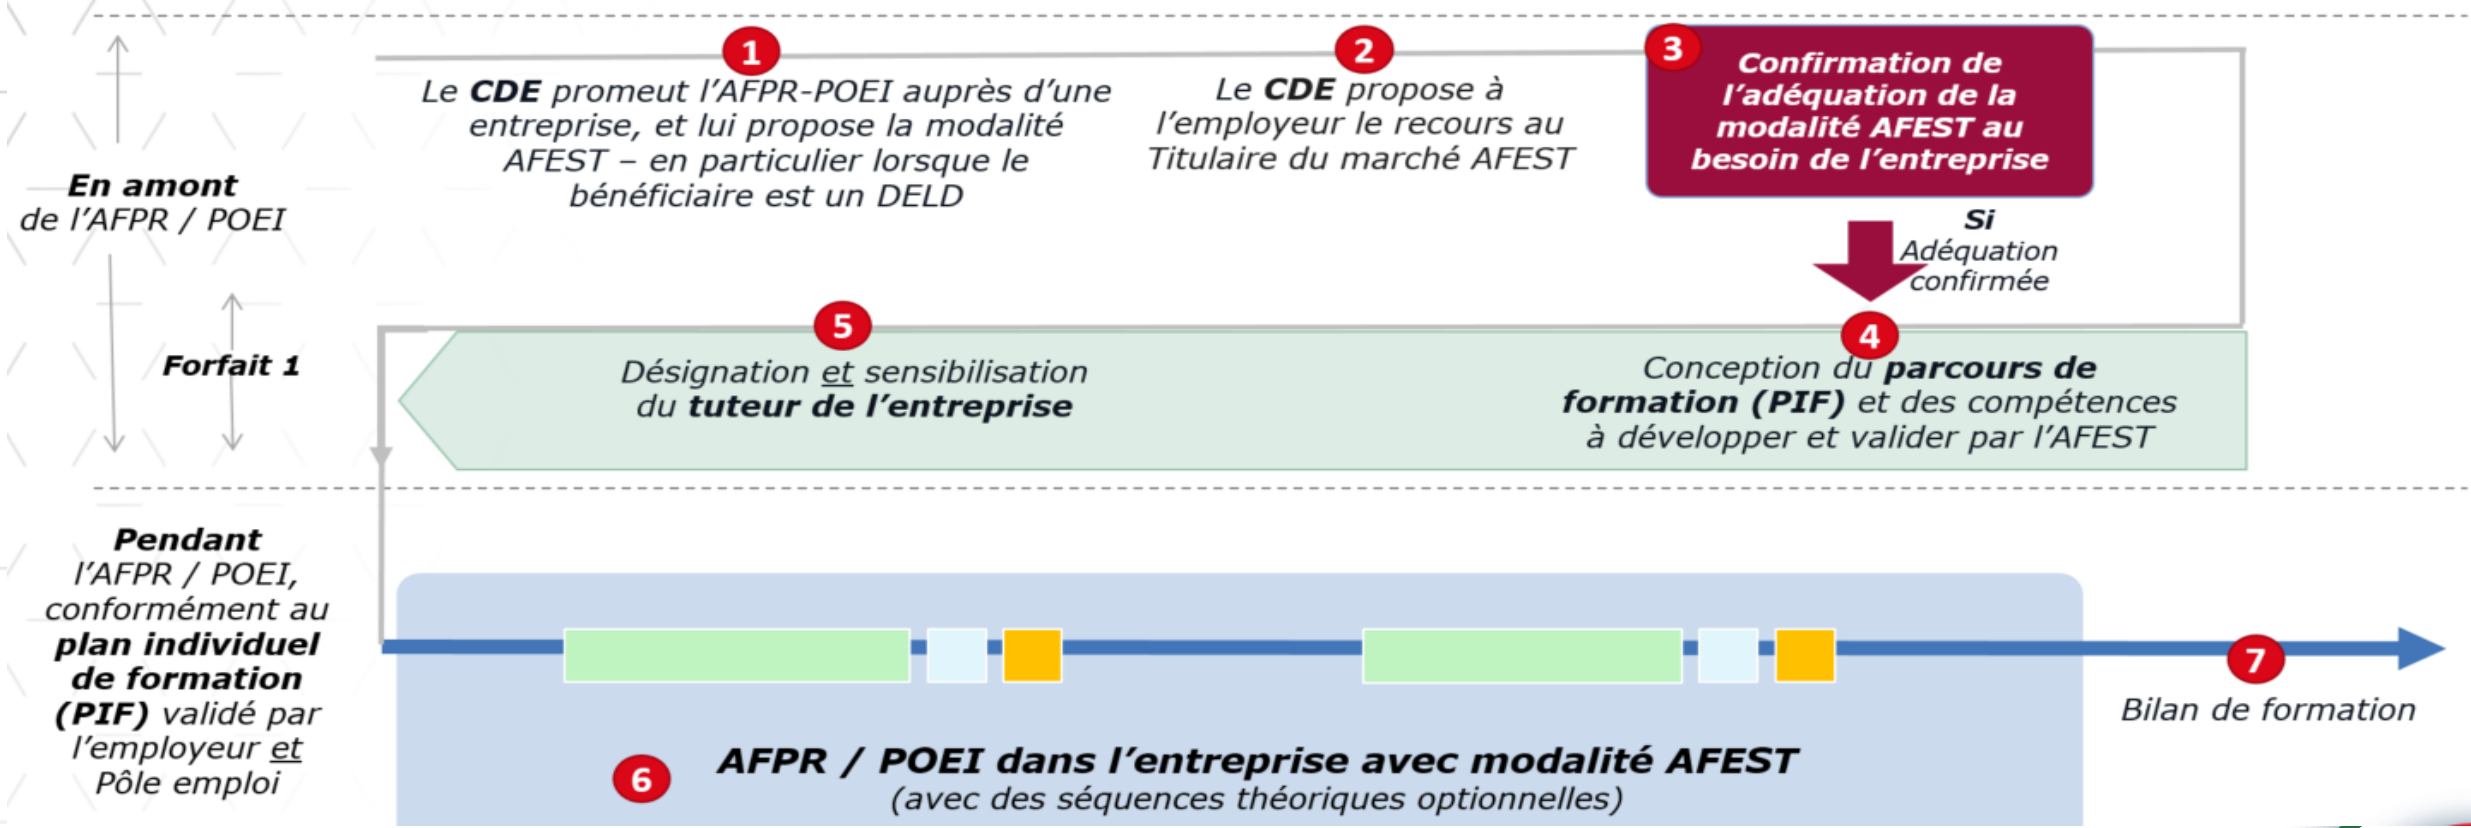 1
Le CDE promeut l’AFPR-POEI auprès d’une
entreprise, et lui propose la modalité
AFEST – en particulier lorsque le
bénéficiaire est un DELD
2
Le CDE propose à
l’employeur le recours au
Titulaire du marché AFEST
3
Confirmation de
l’adéquation de la
modalité AFEST au
besoin de l’entreprise
En amont
de l’AFPR / POEI
Si
Adéquation
confirmée
Forfait 1
4
Conception du parcours de
formation (PIF) et des compétences
à développer et valider par l’AFEST
5
Désignation et sensibilisation
du tuteur de l’entreprise
Pendant
l’AFPR / POEI,
conformément au
plan individuel
de formation
(PIF) validé par
l’employeur et
Pôle emploi
6
AFPR / POEI dans l’entreprise avec modalité AFEST
(avec des séquences théoriques optionnelles)
7
Bilan de formation